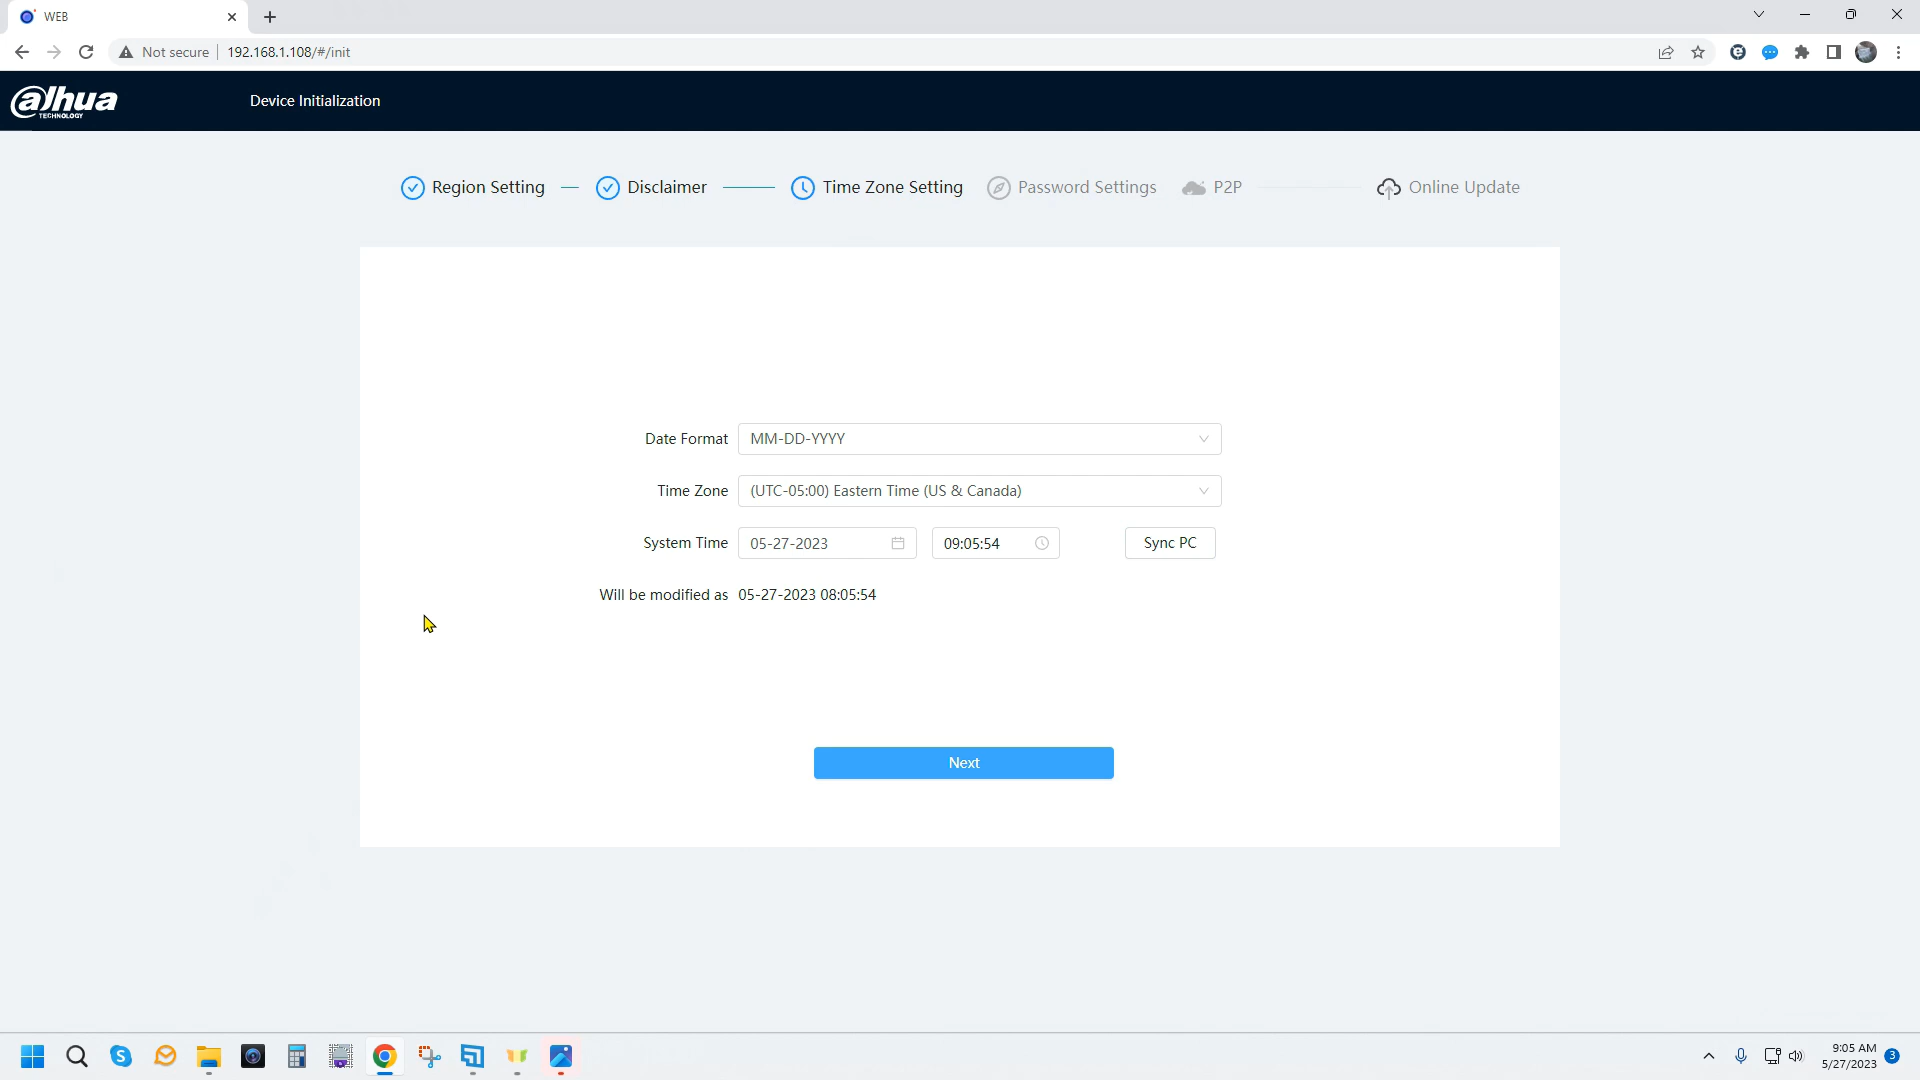 WEB
Not secure
192.168.1.108/#/init
alhua
TECHNOLOGY
Device Initialization
Region Setting
Disclaimer
Time Zone Setting
Password Settings
P2P
Online Update
Date Format
MM-DD-YYYY
Time Zone
(UTC-05:00) Eastern Time (US & Canada)
System Time
05-27-2023
09:05:54
Sync PC
Will be modified as 05-27-2023 08:05:54
Next
9:05 AM
5/27/2023
3